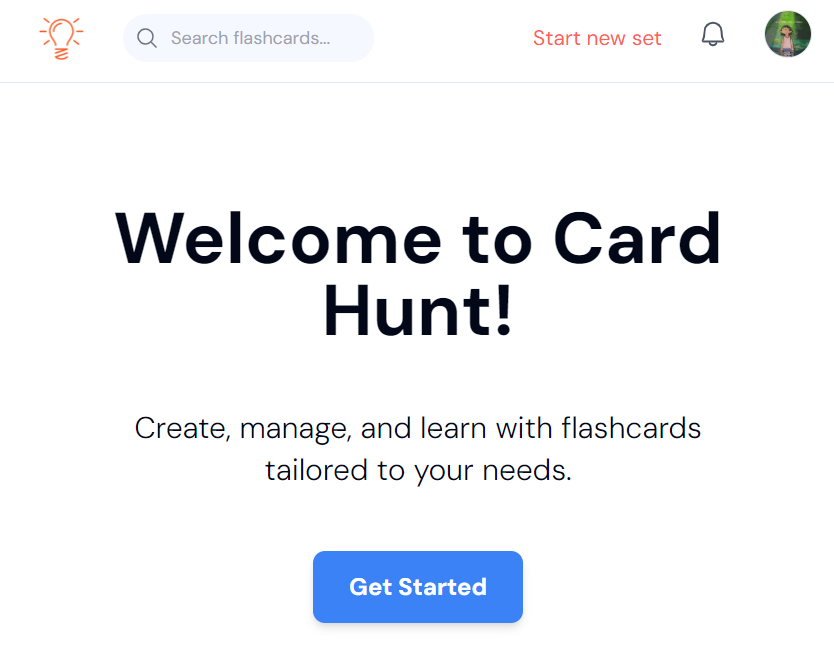 Search flashcards...
Start new set
Welcome to Card
Hunt!
Create, manage, and learn with flashcards
tailored to your needs.
Get Started